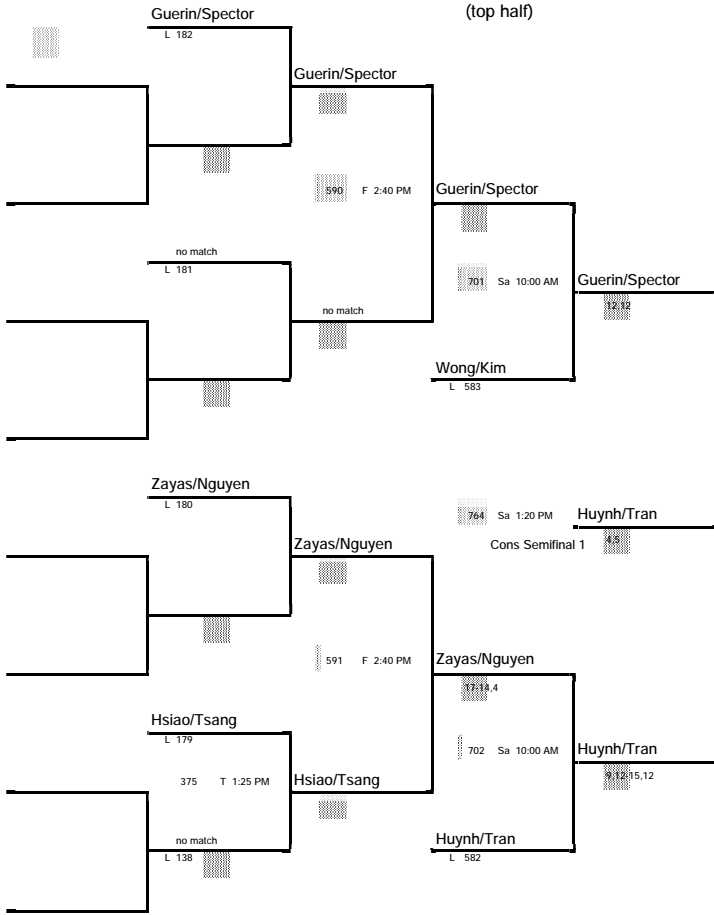 Guerin/Spector
(top half)
L 182
Guerin/Spector
590 F 2:40 PM
Guerin/Spector
no match
L 181
701 Sa 10:00 AM
Guerin/Spector
no match
12,12
Wong/Kim
L 583
Zayas/Nguyen
L 180
764 Sa 1:20 PM
Huynh/Tran
Zayas/Nguyen
Cons Semifinal 1
4,5
591 F 2:40 PM
Zayas/Nguyen
17-14,4
Hsiao/Tsang
L 179
702 Sa 10:00 AM
Huynh/Tran
375 T 1:25 PM
Hsiao/Tsang
9,12-15,12
no match
Huynh/Tran
L 138
L 582